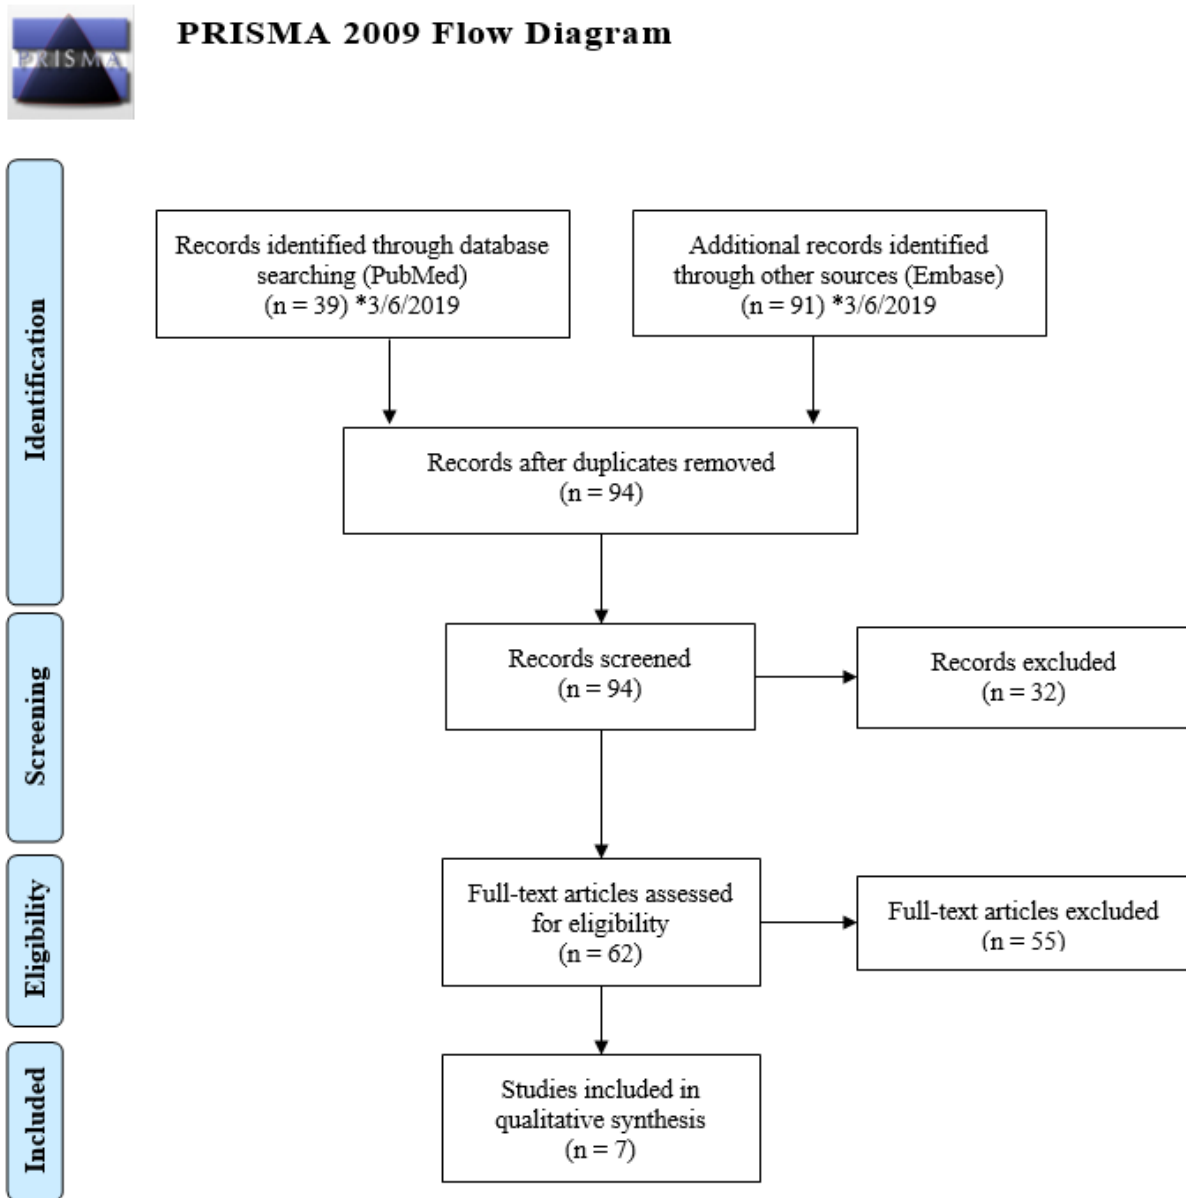 PRISMA
PRISMA 2009 Flow Diagram
Identification
Records identified through database
searching (PubMed)
(n = 39) *3/6/2019
Additional records identified
through other sources (Embase)
(n = 91) *3/6/2019
Records after duplicates removed
(n = 94)
Screening
Records screened
(n = 94)
Records excluded
(n = 32)
Eligibility
Full-text articles assessed
for eligibility
(n = 62)
Full-text articles excluded
(n = 55)
Included
Studies included in
qualitative synthesis
(n = 7)